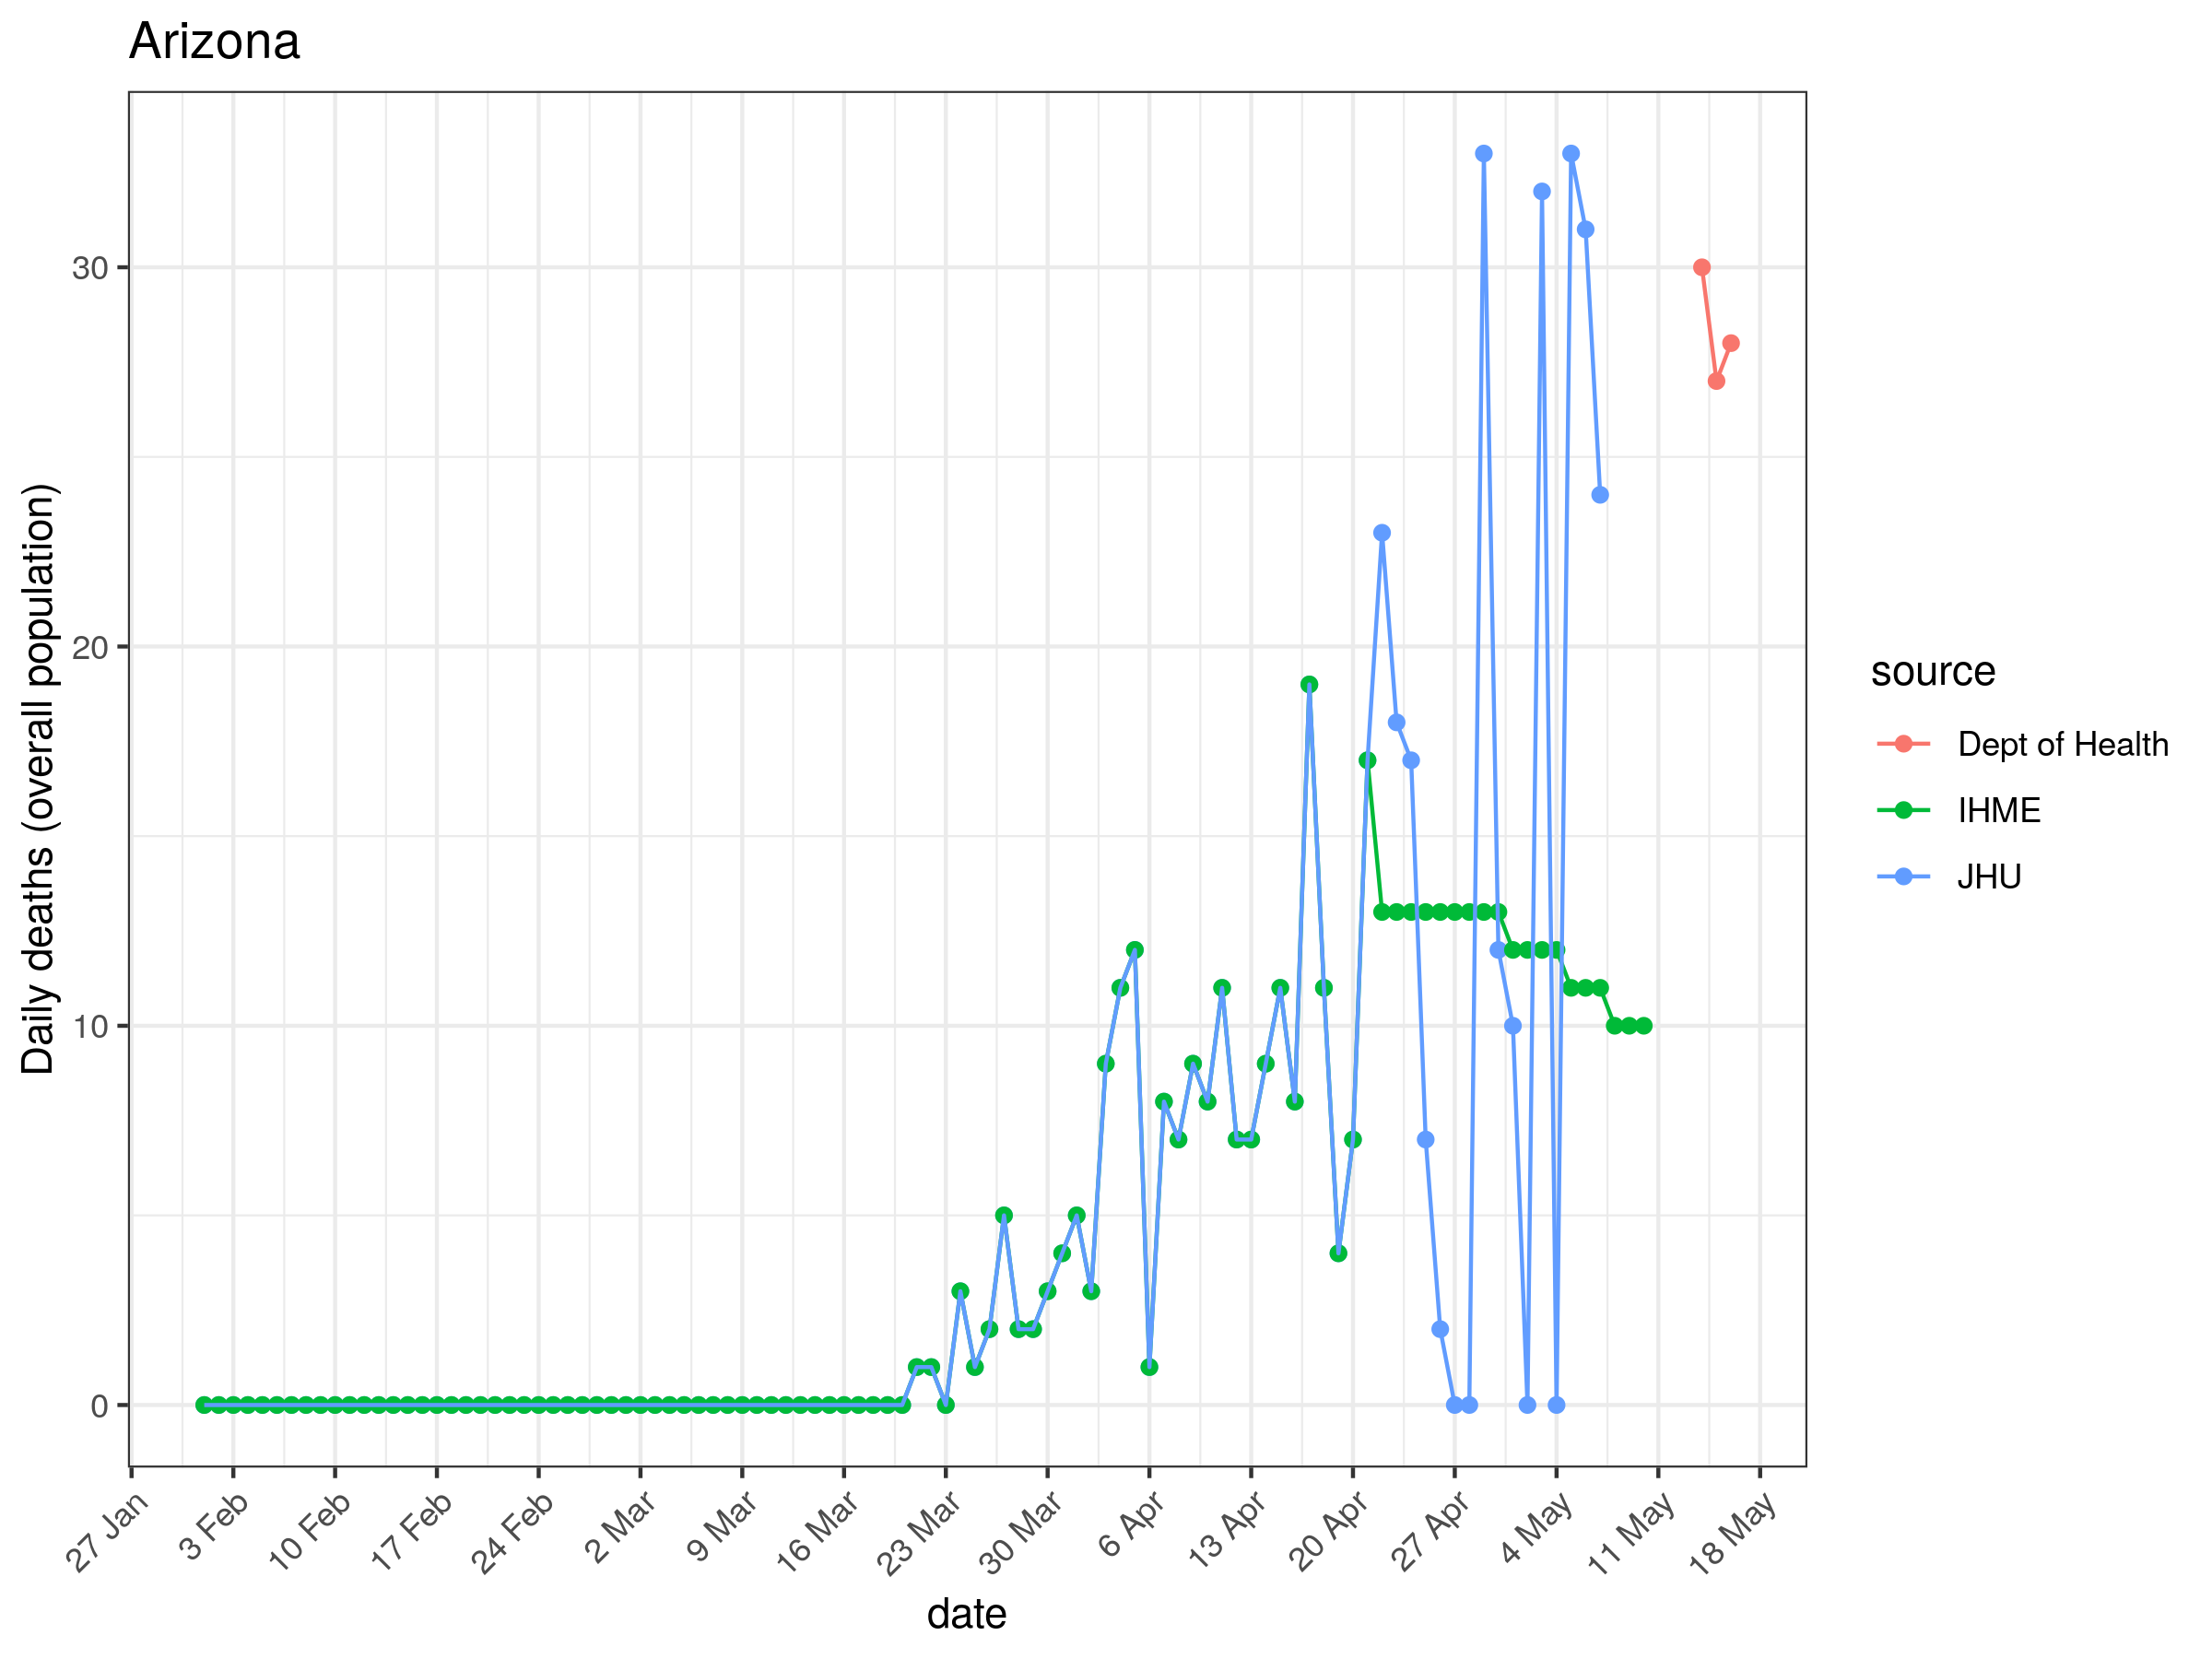 Arizona
Daily deaths (overall population)
30
20
10
0
27 Jan
3 Feb
10 Feb
17 Feb
24 Feb
2 Mar
9 Mar
16 Mar
23 Mar
30 Mar
6 Apr
13 Apr
20 Apr
27 Apr
4 May
11 May
18 May
date
source
Dept of Health
IHME
JHU